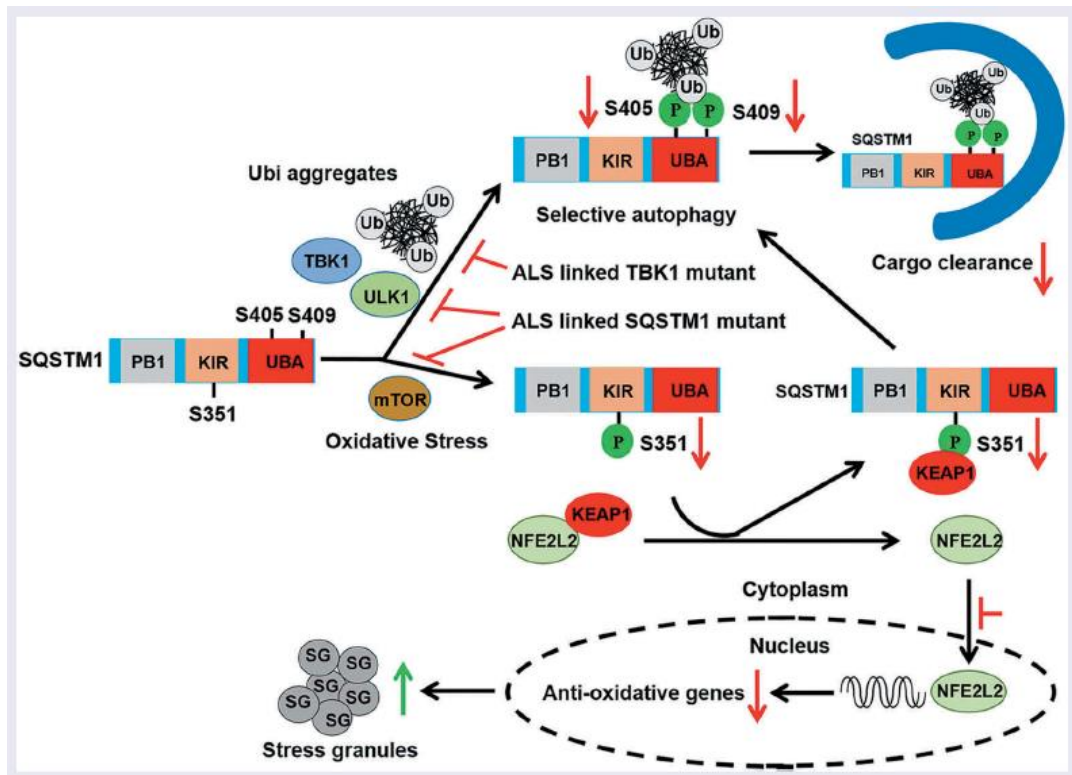 Ub
Ub
Ub
S405
P
P
S409
PB1
KIR
UBA
Selective autophagy
Ub
Ub
Ub
P
P
SQSTM1
PB1
KIR
UBA
Cargo clearance
Ubi aggregates
Ub
Ub
Ub
TBK1
ULK1
ALS linked TBK1 mutant
ALS linked SQSTM1 mutant
S405 S409
SQSTM1
PB1
KIR
UBA
S351
mTOR
Oxidative Stress
PB1
KIR
UBA
P
S351
SQSTM1
PB1
KIR
UBA
P
S351
KEAP1
KEAP1
NFE2L2
NFE2L2
Cytoplasm
Nucleus
Anti-oxidative genes
NFE2L2
SG
SG
SG
SG
SG
SG
Stress granules